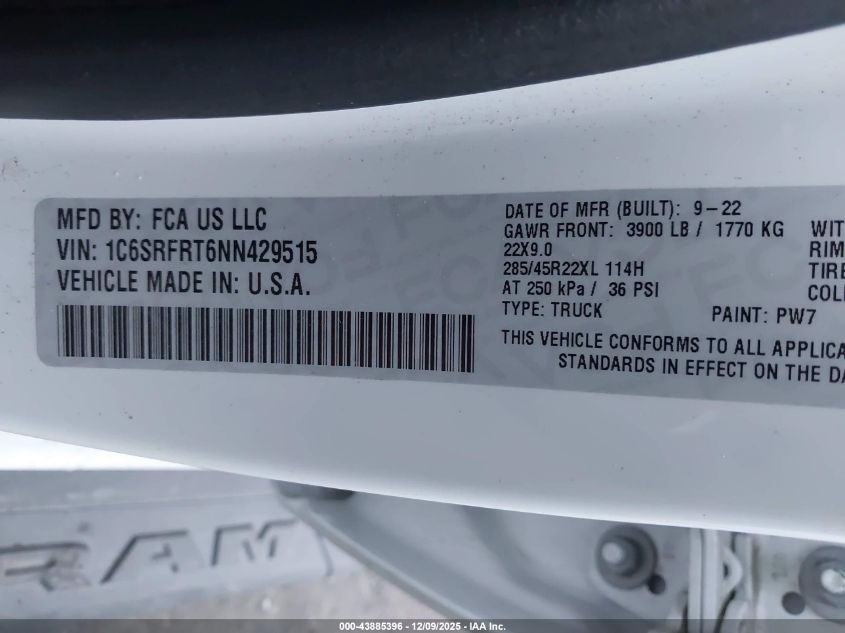 MFD BY: FCA US LLC
VIN: 1C6SRFRT6NN429515
VEHICLE MADE IN: U.S.A.
DATE OF MFR (BUILT): 9-22
GAWR FRONT: 3900 LB / 1770 KG WIT
22X9.0 RIM
285/45R22XL 114H TIRE
AT 250 kPa / 36 PSI COL
TYPE: TRUCK PAINT: PW7
THIS VEHICLE CONFORMS TO ALL APPLICA
STANDARDS IN EFFECT ON THE DA
RAM
000-43885396 - 12/09/2025 - IAA Inc.